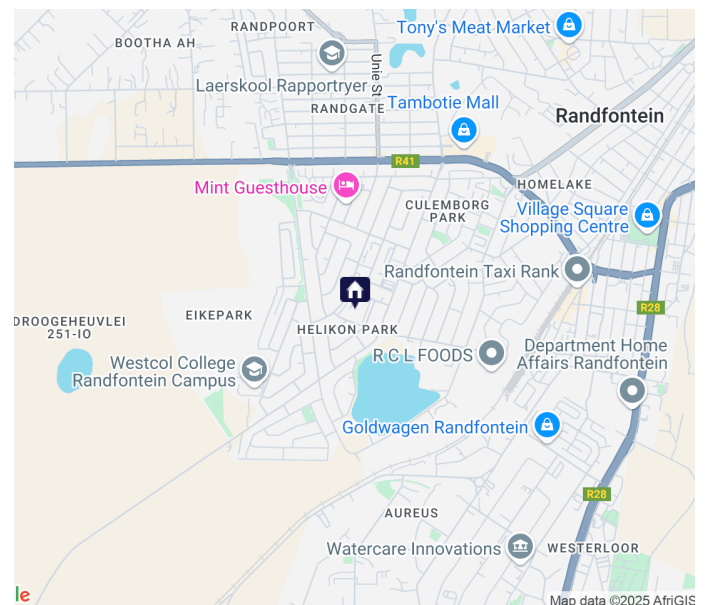 RANDPOORT
Tony's Meat Market
BOOTHA AH
Unie St
Laerskool Rapportryer
RANDGATE
Tambotie Mall
Randfontein
R41
Mint Guesthouse
HOMELAKE
CULEMBORG
PARK
Village Square
Shopping Centre
Randfontein Taxi Rank
R28
DROOGEHEUVLEI
251-IO
EIKEPARK
HELIKON PARK
Westcol College
Randfontein Campus
R C L FOODS
Department Home
Affairs Randfontein
Goldwagen Randfontein
R28
AUREUS
Watercare Innovations
WESTERLOOR
le
Map data ©2025 AfriGIS